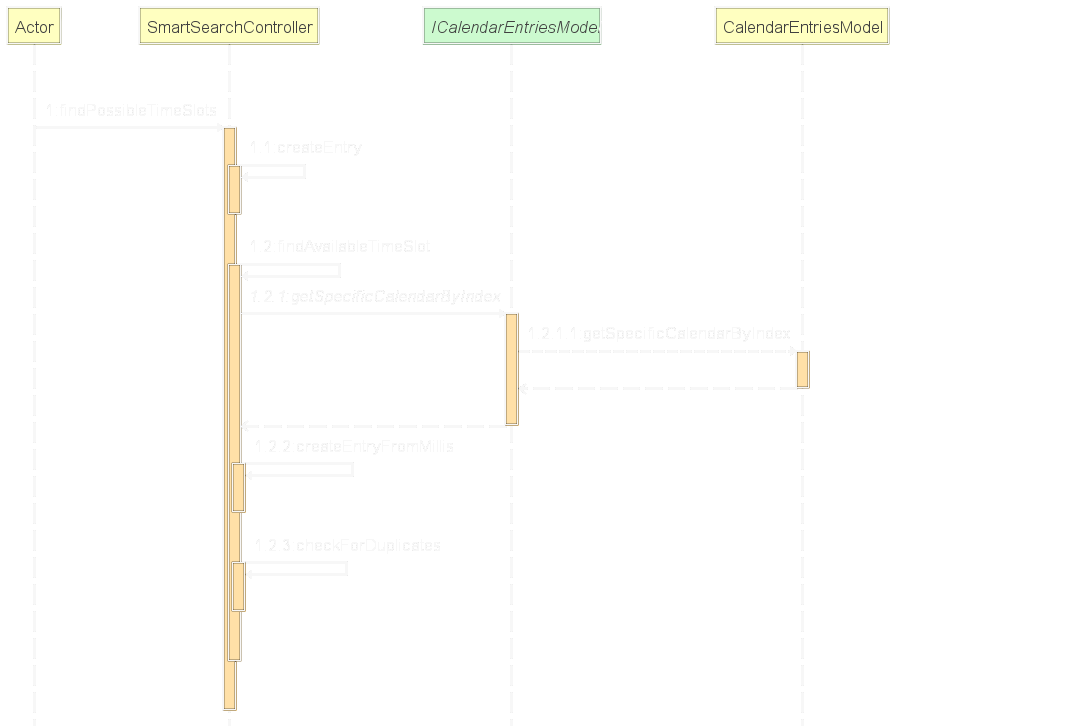 Actor
SmartSearchController
ICalendarEntriesMode
CalendarEntriesModel
1.findPossibleTimeSlots
1.1.createEntry
1.2.findAvailableTimeSlot
1.2.1.getSpecificCalendarByIndex
1.2.1.1.getSpecificCalendarByIndex
1.2.2.createEntryFromMillis
1.2.3.checkForDuplicates